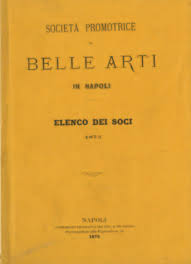 SOCIETÀ PROMOTRICE
BELLE ARTI
IN NAPOLI
ELENCO DEI SOCI
NAPOLI